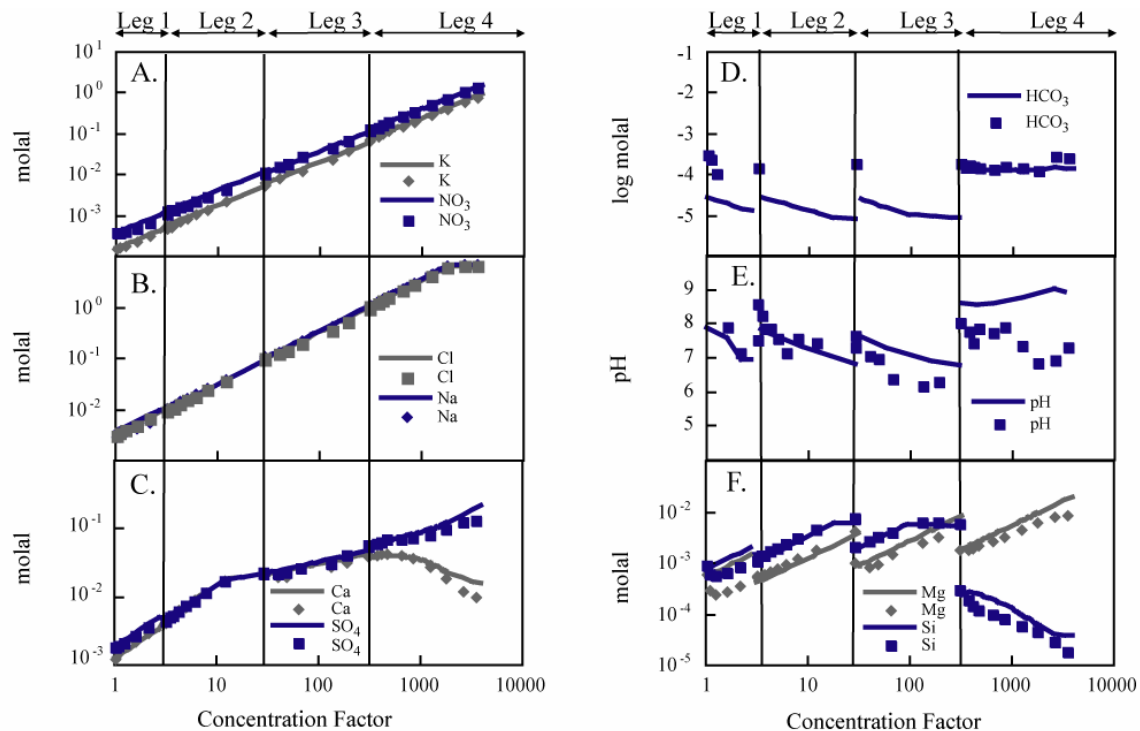 Leg 1 Leg 2 Leg 3 Leg 4
A.
10^1
10^0
10^-1
10^-2
10^-3
molal
K
K
NO3
NO3
B.
10^0
10^-1
10^-2
molal
Cl
Cl
Na
Na
C.
10^-1
10^-2
10^-3
molal
Ca
Ca
SO4
SO4
1 10 100 1000 10000
Concentration Factor
Leg 1 Leg 2 Leg 3 Leg 4
D.
-1
-2
-3
-4
-5
log molal
HCO3
HCO3
E.
9
8
7
6
5
pH
pH
pH
F.
10^-2
10^-3
10^-4
10^-5
molal
Mg
Mg
Si
Si
1 10 100 1000 10000
Concentration Factor